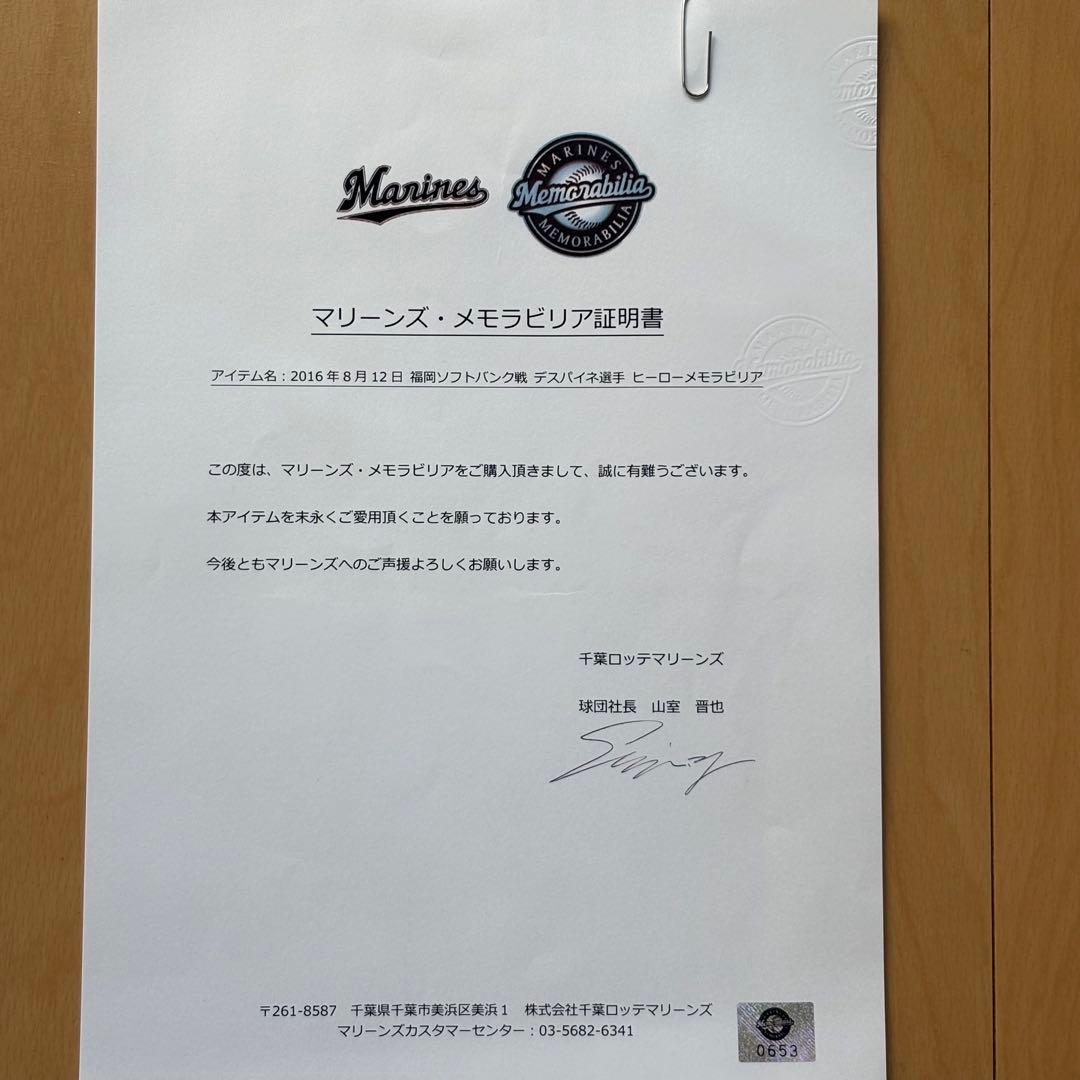 Marines
MARINES
Memorabilia
MEMORABILIA
マリーンズ・メモラビリア証明書
アイテム名：2016年8月12日 福岡ソフトバンク戦 デスパイネ選手 ヒーローメモラビリア
この度は、マリーンズ・メモラビリアをご購入頂きまして、誠に有難うございます。
本アイテムを末永くご愛用頂くことを願っております。
今後ともマリーンズへのご声援よろしくお願いします。
千葉ロッテマリーンズ
球団社長 山室 晋也
〒261-8587 千葉県千葉市美浜区美浜1 株式会社千葉ロッテマリーンズ
マリーンズカスタマーセンター：03-5682-6341
0653